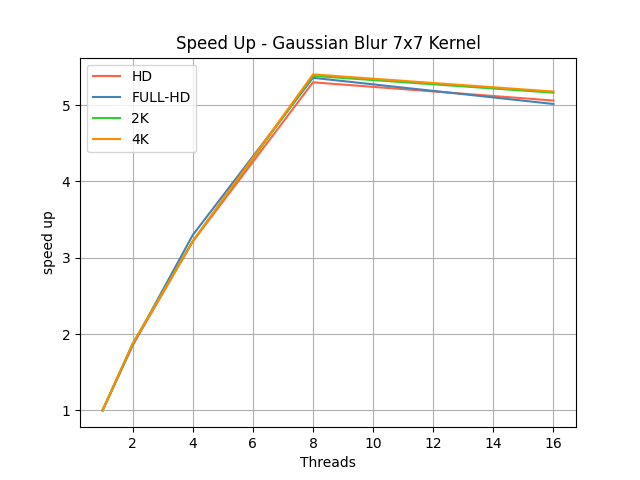 Speed Up - Gaussian Blur 7x7 Kernel
HD
FULL-HD
2K
4K
speed up
5
4
3
2
1
2 4 6 8 10 12 14 16
Threads